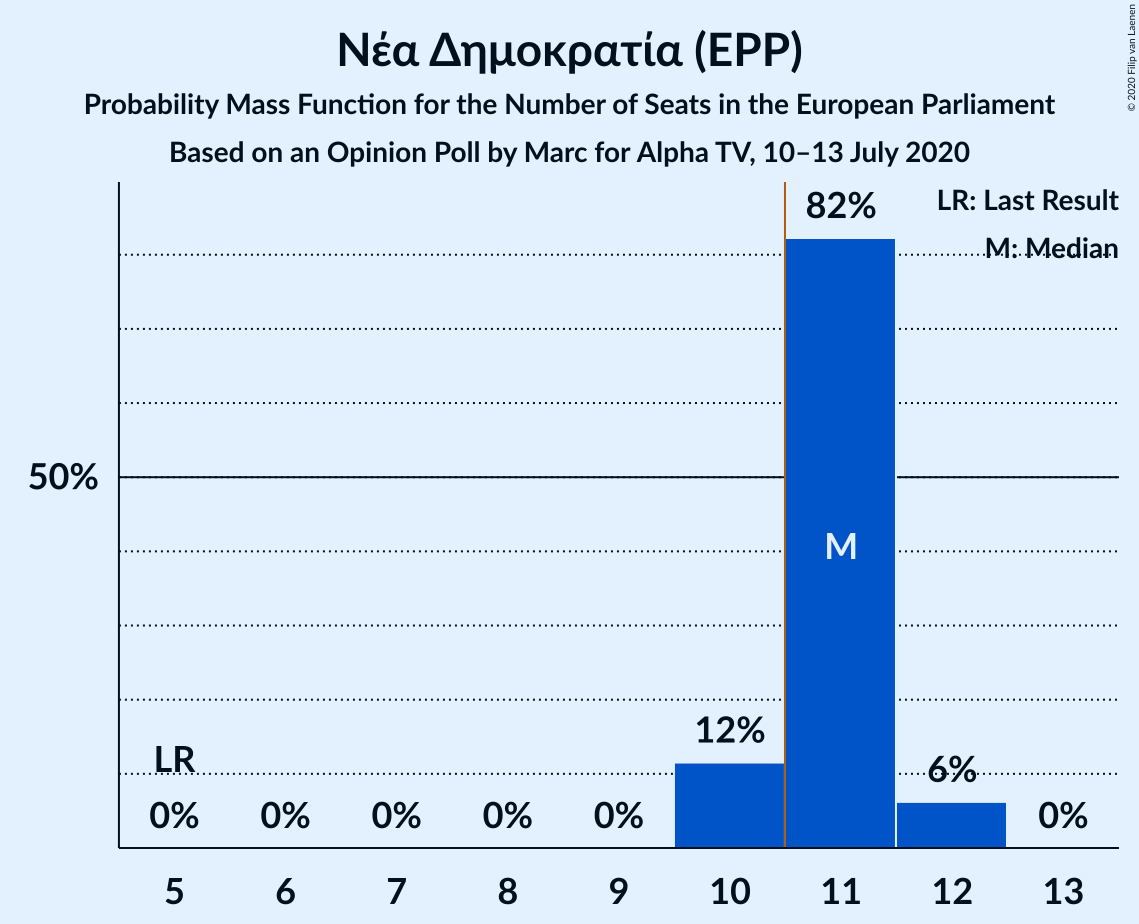 Νέα Δημοκρατία (EPP)
Probability Mass Function for the Number of Seats in the European Parliament
Based on an Opinion Poll by Marc for Alpha TV, 10–13 July 2020
© 2020 Filip van Laenen
LR: Last Result
M: Median
82%
50%
M
12%
LR
6%
0% 0% 0% 0% 0% 0%
5 6 7 8 9 10 11 12 13